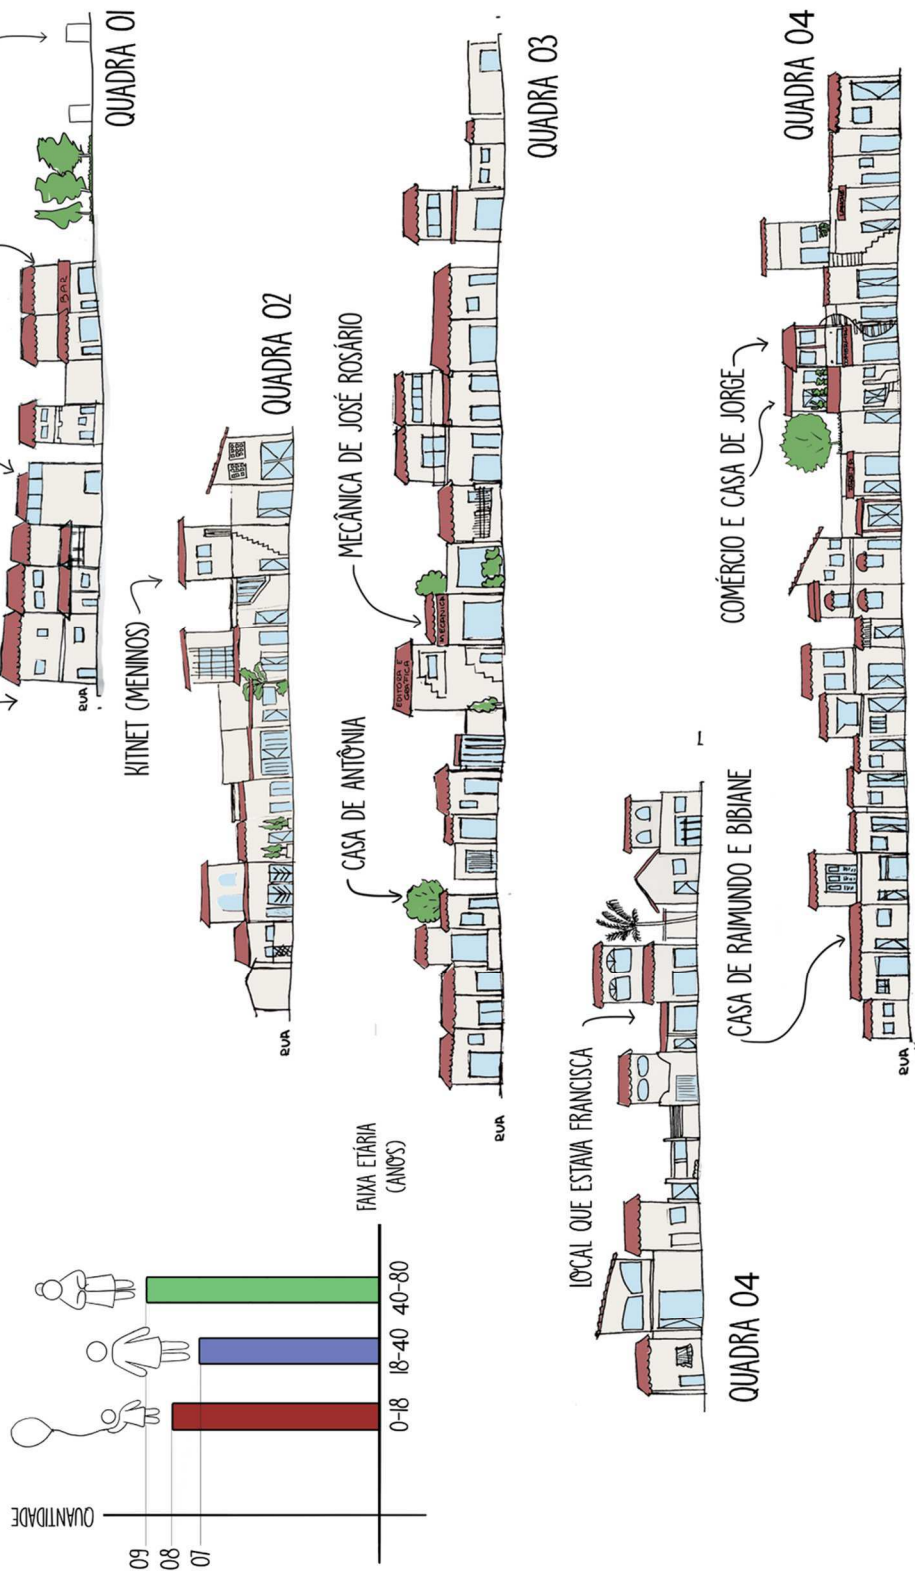 QUANTIDADE
09
08
07
0-18
18-40
40-80
FAIXA ETÁRIA
(ANOS)
BAR
RUA
QUADRA 01
KITNET (MENINOS)
QUADRA 02
RUA
CASA DE ANTÔNIA
MECÂNICA DE JOSÉ ROSÁRIO
EDITORA E
GRÁFICA
MECÂNICA
RUA
QUADRA 03
LOCAL QUE ESTAVA FRANCISCA
QUADRA 04
CASA DE RAIMUNDO E BIBIANE
COMÉRCIO E CASA DE JORGE
QUADRA 04
IGREJA
RUA